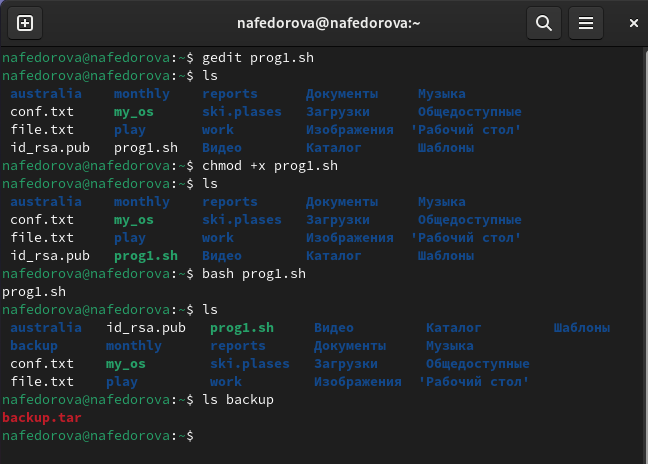 nafedorova@nafedorova:~
nafedorova@nafedorova:~$ gedit prog1.sh
nafedorova@nafedorova:~$ ls
australia monthly reports Документы Музыка
conf.txt my_os ski.plases Загрузки Общедоступные
file.txt play work Изображения 'Рабочий стол'
id_rsa.pub prog1.sh Видео Каталог Шаблоны
nafedorova@nafedorova:~$ chmod +x prog1.sh
nafedorova@nafedorova:~$ ls
australia monthly reports Документы Музыка
conf.txt my_os ski.plases Загрузки Общедоступные
file.txt play work Изображения 'Рабочий стол'
id_rsa.pub prog1.sh Видео Каталог Шаблоны
nafedorova@nafedorova:~$ bash prog1.sh
prog1.sh
nafedorova@nafedorova:~$ ls
australia id_rsa.pub prog1.sh Видео Каталог Шаблоны
backup monthly reports Документы Музыка
conf.txt my_os ski.plases Загрузки Общедоступные
file.txt play work Изображения 'Рабочий стол'
nafedorova@nafedorova:~$ ls backup
backup.tar
nafedorova@nafedorova:~$